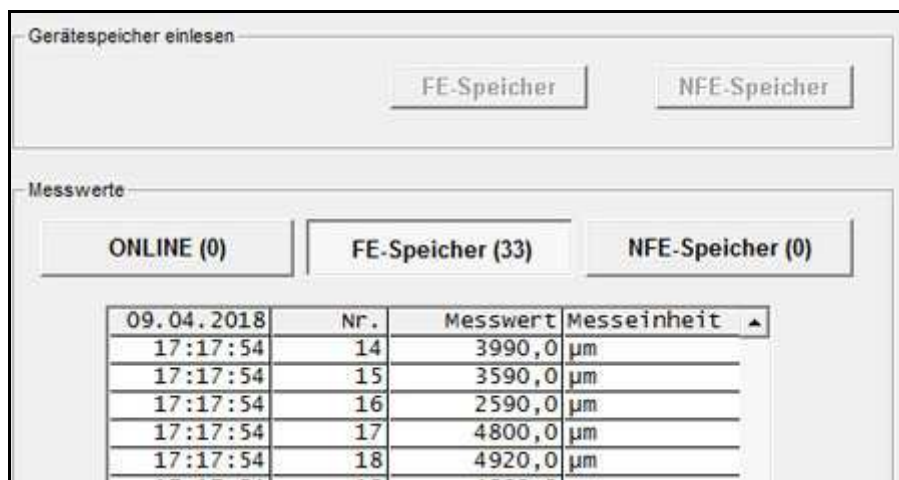 Gerätespeicher einlesen
FE-Speicher NFE-Speicher
Messwerte
ONLINE (0) FE-Speicher (33) NFE-Speicher (0)
09.04.2018 Nr. Messwert Messeinheit
17:17:54 14 3990,0 µm
17:17:54 15 3590,0 µm
17:17:54 16 2590,0 µm
17:17:54 17 4800,0 µm
17:17:54 18 4920,0 µm